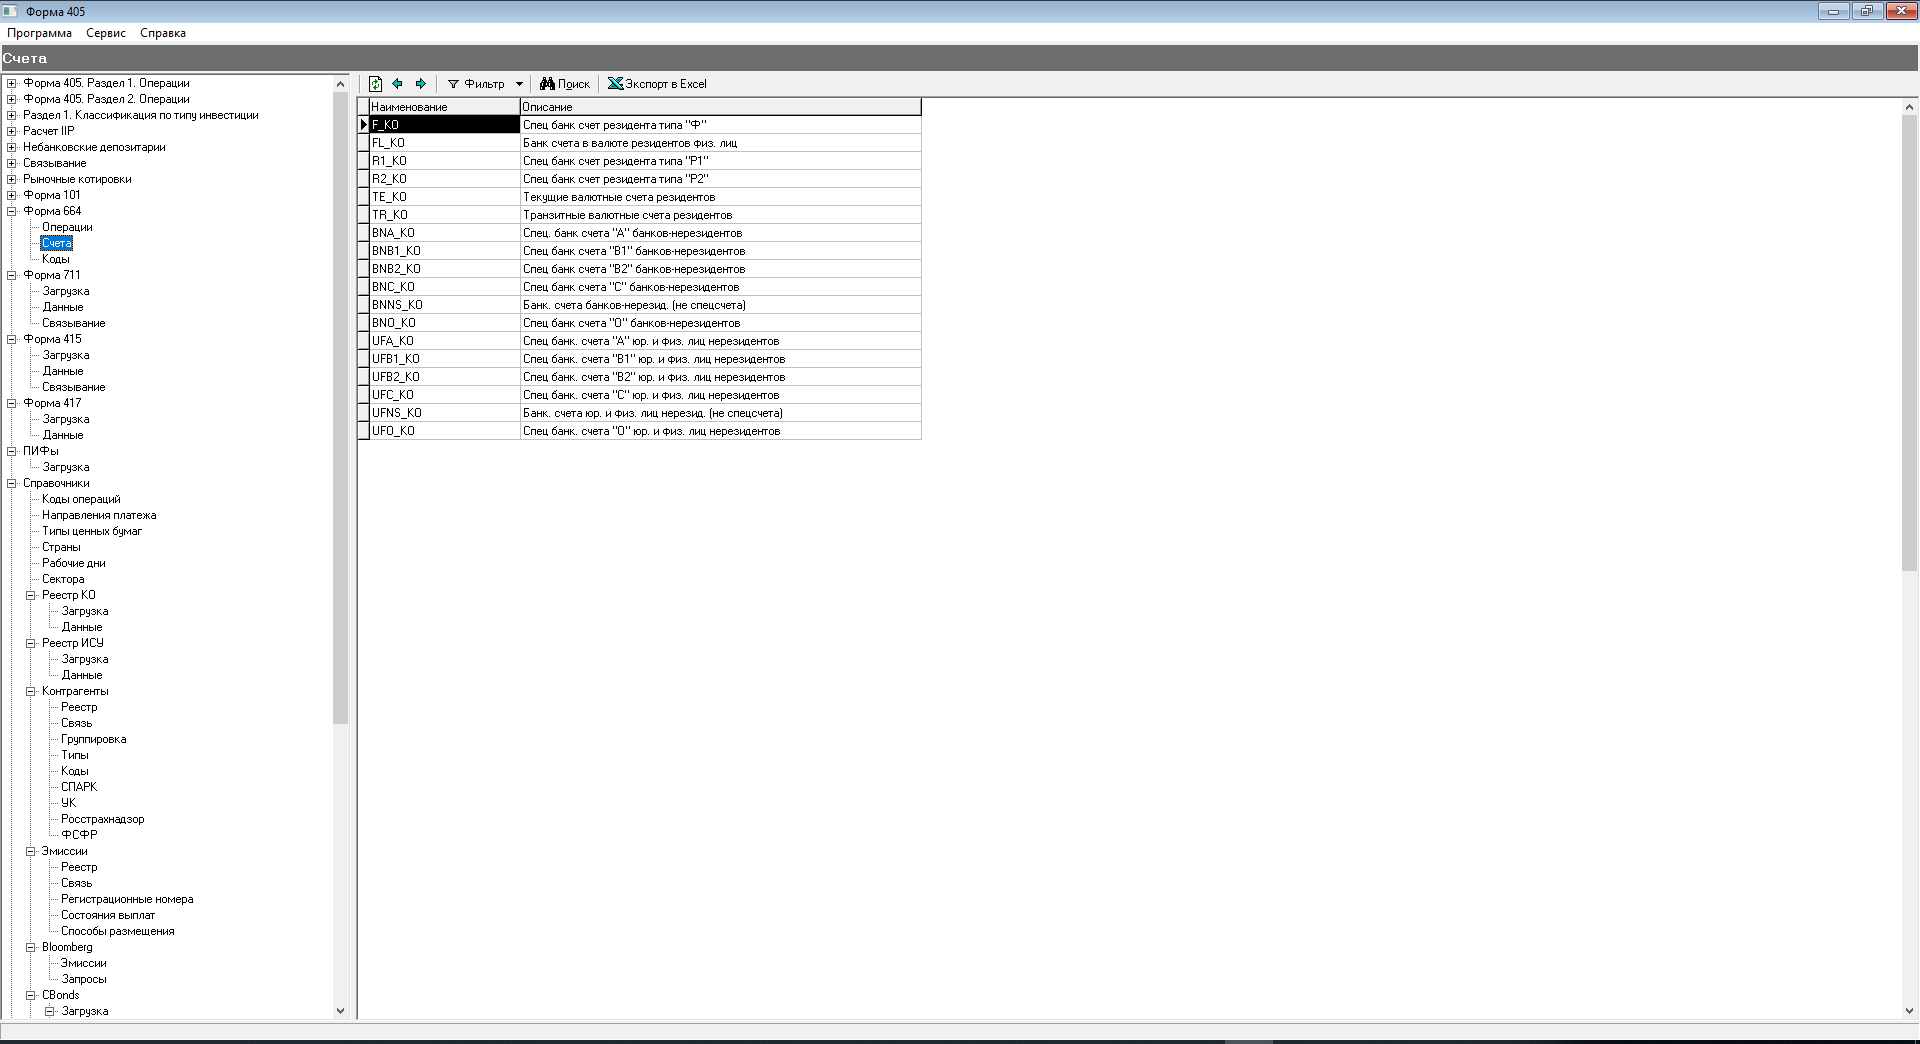 Форма 405
Программа Сервис Справка
Счета
Форма 405. Раздел 1. Операции
Форма 405. Раздел 2. Операции
Раздел 1. Классификация по типу инвестиции
Расчет IIP
Небанковские депозитарии
Связывание
Рыночные котировки
Форма 101
Форма 664
Операции
Счета
Коды
Форма 711
Загрузка
Данные
Связывание
Форма 415
Загрузка
Данные
Связывание
Форма 417
Загрузка
Данные
ПИФы
Загрузка
Справочники
Коды операций
Направления платежа
Типы ценных бумаг
Страны
Рабочие дни
Сектора
Реестр КО
Загрузка
Данные
Реестр ИСУ
Загрузка
Данные
Контрагенты
Реестр
Связь
Группировка
Типы
Коды
СПАРК
УК
Росстрахнадзор
ФСФР
Эмиссии
Реестр
Связь
Регистрационные номера
Состояния выплат
Способы размещения
Bloomberg
Эмиссии
Запросы
CBonds
Загрузка
Фильтр Поиск Экспорт в Excel
Наименование Описание
F_KO Спец банк счет резидента типа "Ф"
FL_KO Банк счета в валюте резидентов физ. лиц
R1_KO Спец банк счет резидента типа "Р1"
R2_KO Спец банк счет резидента типа "Р2"
TE_KO Текущие валютные счета резидентов
TR_KO Транзитные валютные счета резидентов
BNA_KO Спец. банк счета "А" банков-нерезидентов
BNB1_KO Спец банк счета "В1" банков-нерезидентов
BNB2_KO Спец банк счета "В2" банков-нерезидентов
BNC_KO Спец банк счета "С" банков-нерезидентов
BNNS_KO Банк. счета банков-нерезид. (не спецсчета)
BNO_KO Спец банк счета "О" банков-нерезидентов
UFA_KO Спец банк. счета "А" юр. и физ. лиц нерезидентов
UFB1_KO Спец банк. счета "В1" юр. и физ. лиц нерезидентов
UFB2_KO Спец банк. счета "В2" юр. и физ. лиц нерезидентов
UFC_KO Спец банк. счета "С" юр. и физ. лиц нерезидентов
UFNS_KO Банк. счета юр. и физ. лиц нерезид. (не спецсчета)
UFO_KO Спец банк. счета "О" юр. и физ. лиц нерезидентов